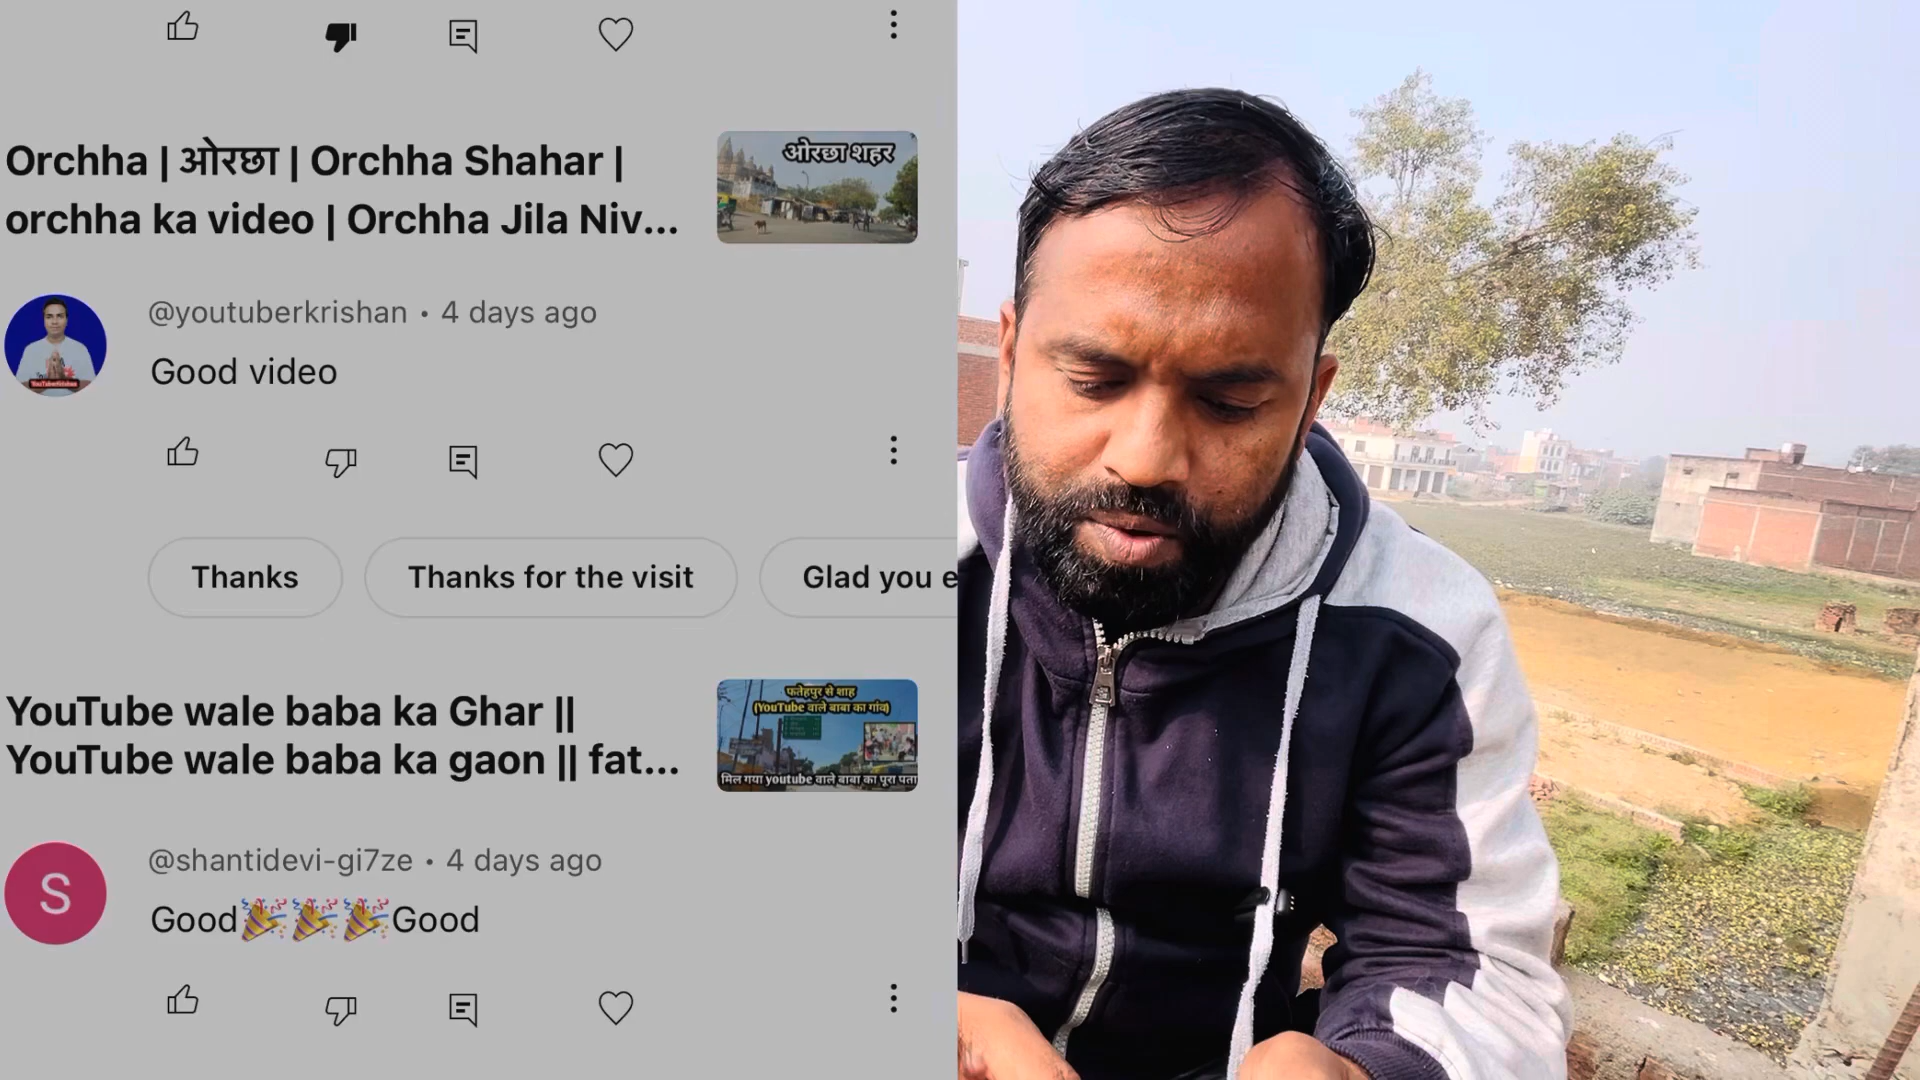 Orchha | ओरछा | Orchha Shahar |
orchha ka video | Orchha Jila Niv...
ओरछा शहर
@youtuberkrishan • 4 days ago
Good video
Thanks
Thanks for the visit
Glad you e
YouTube wale baba ka Ghar ||
YouTube wale baba ka gaon || fat...
फतेहपुर से शाह
(YouTube वाले बाबा का गांव)
मिल गया youtube वाले बाबा का पूरा पता
S
@shantidevi-gi7ze • 4 days ago
Good🎉🎉🎉Good